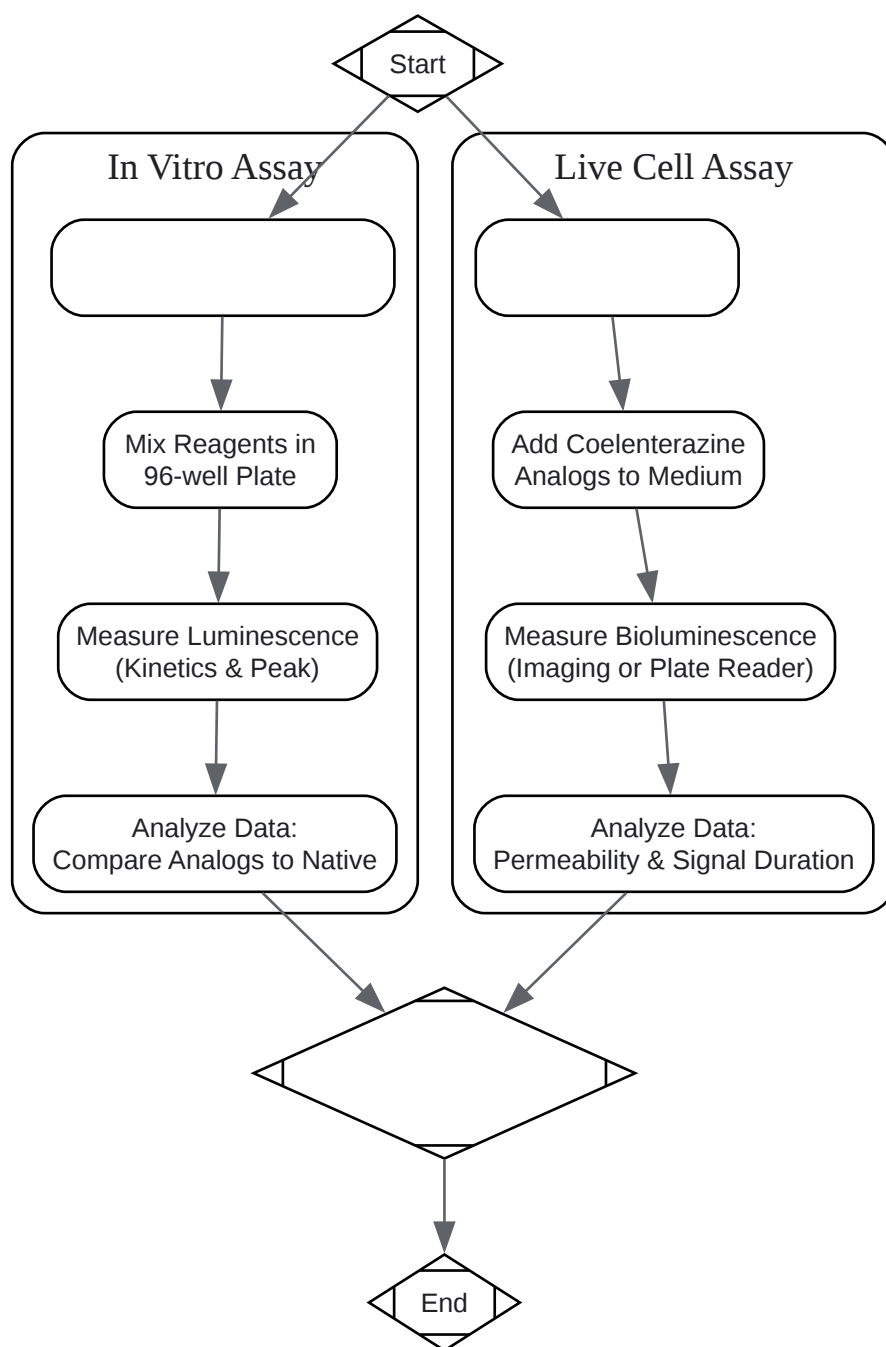 Start
In Vitro Assay
Mix Reagents in
96-well Plate
Measure Luminescence
(Kinetics & Peak)
Analyze Data:
Compare Analogs to Native
Live Cell Assay
Add Coelenterazine
Analogs to Medium
Measure Bioluminescence
(Imaging or Plate Reader)
Analyze Data:
Permeability & Signal Duration
End